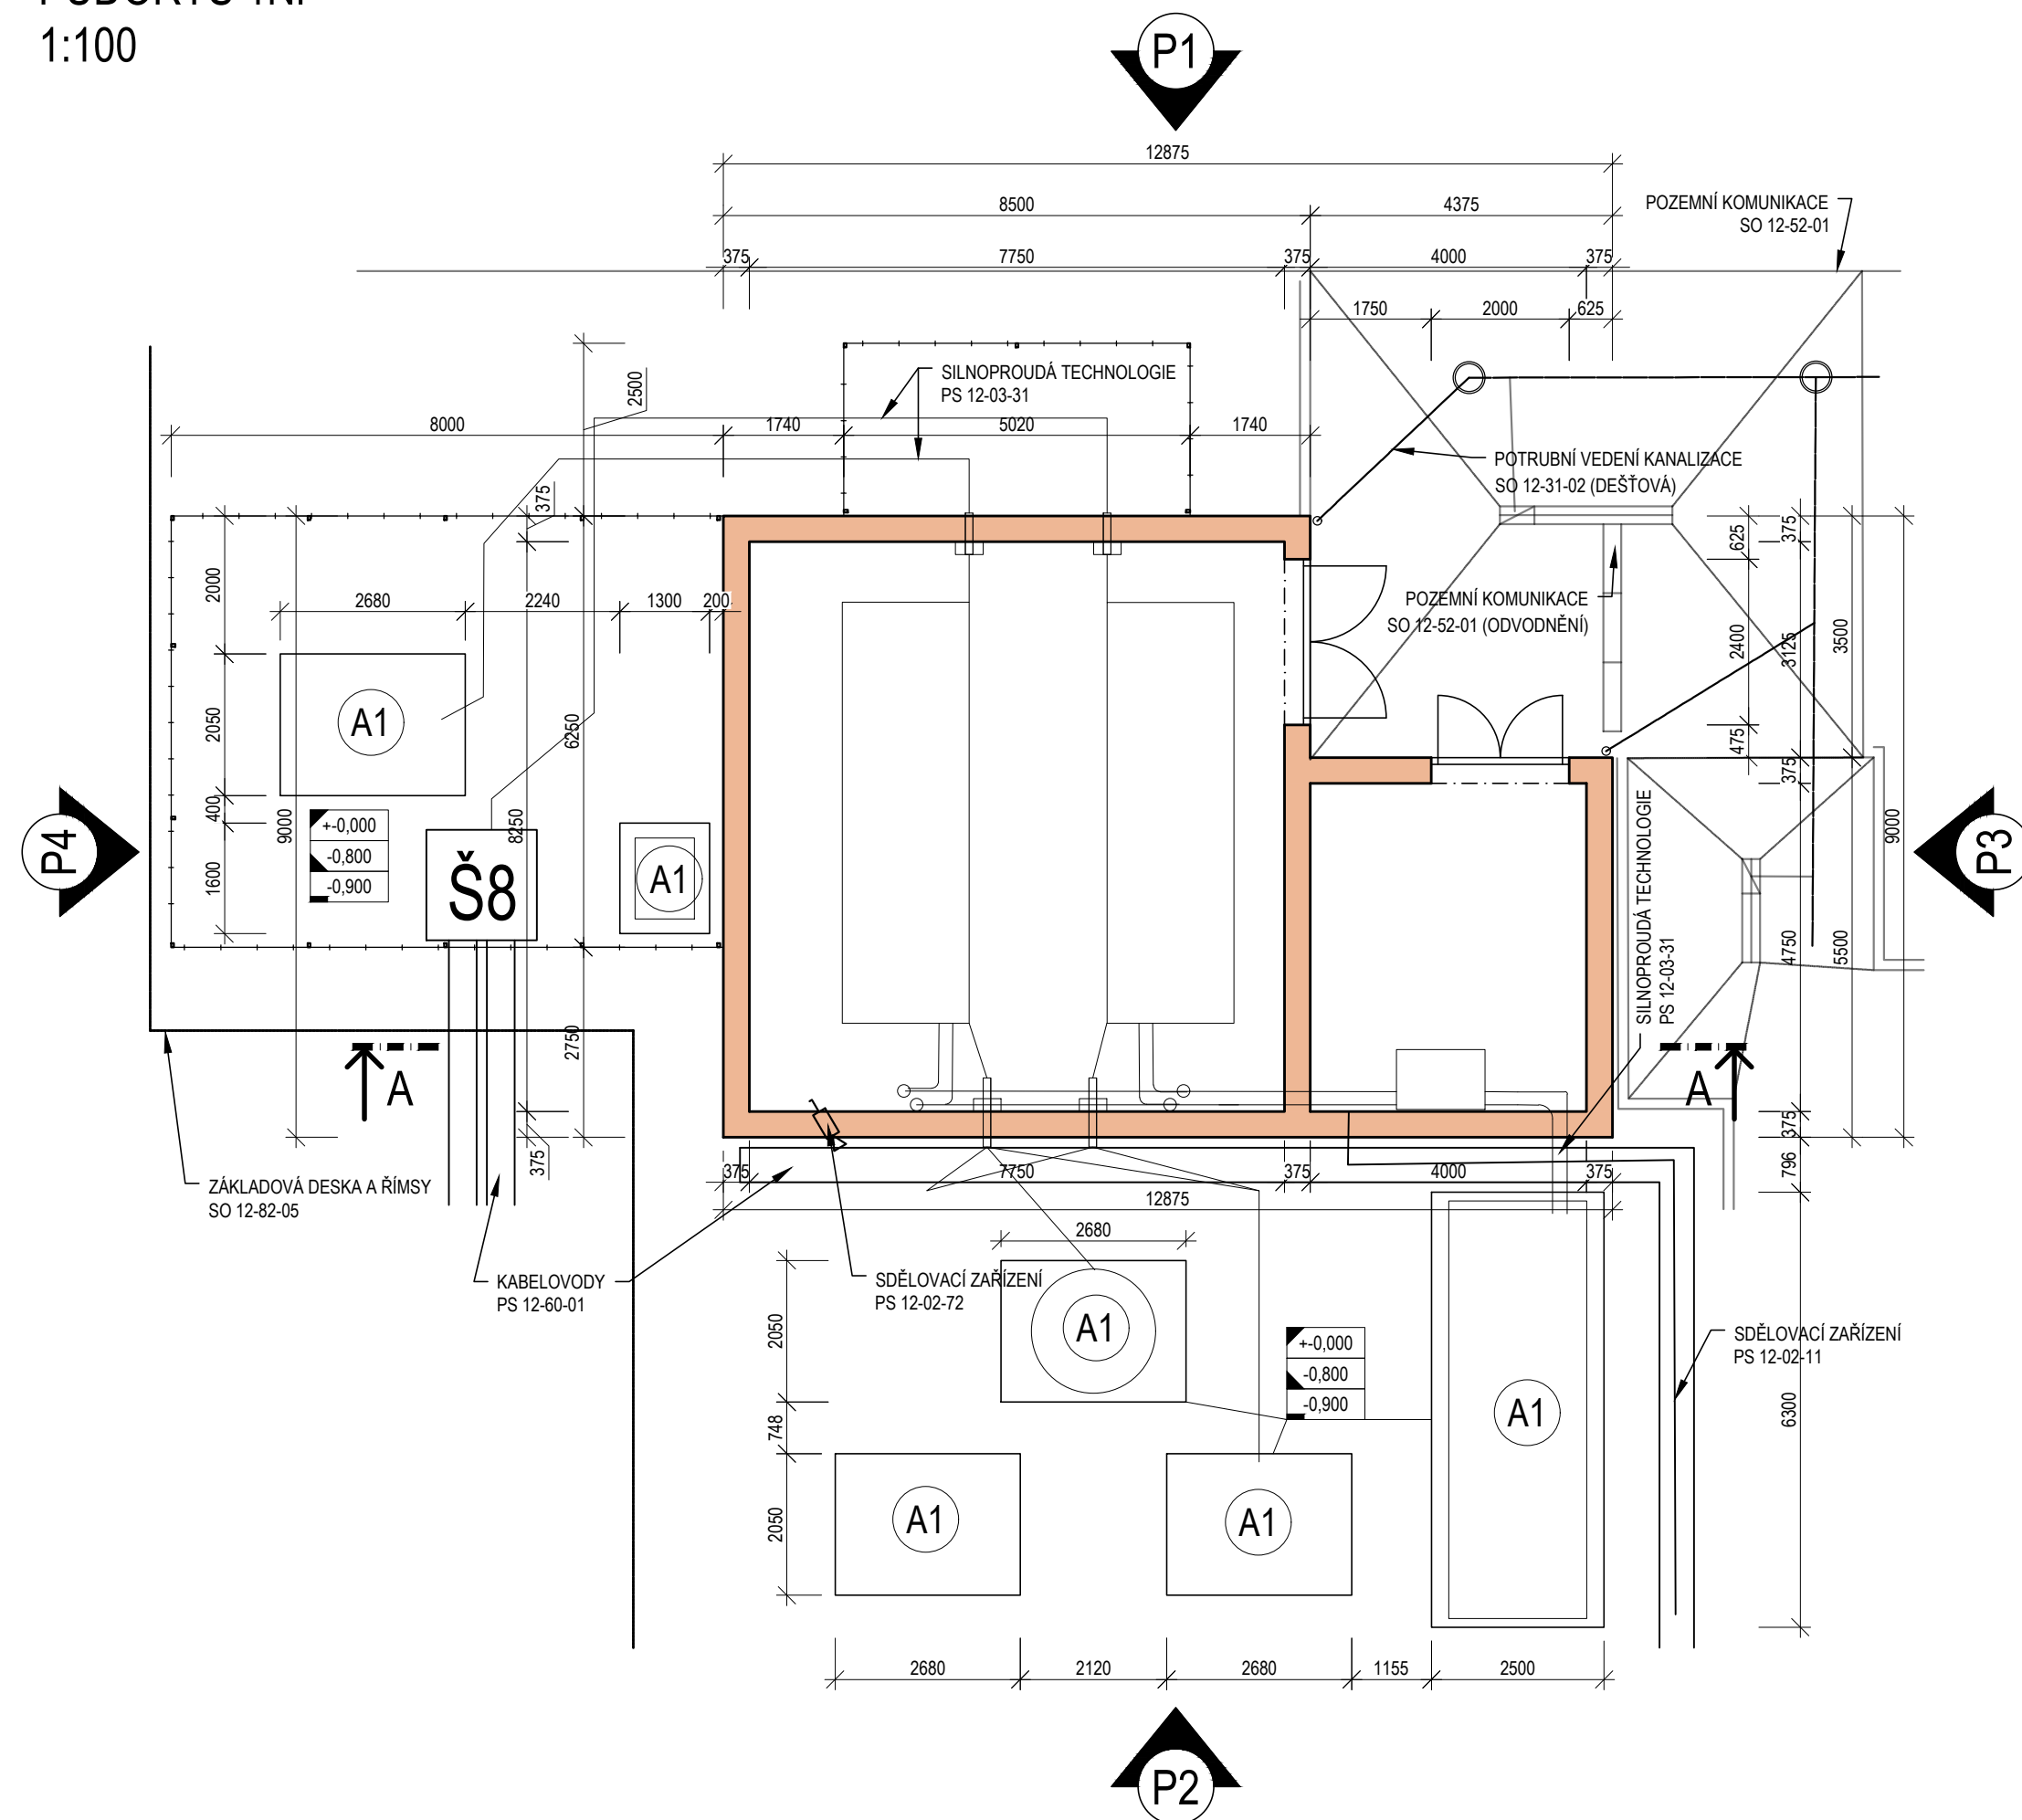 1:100
P1
12875
8500
4375
POZEMNÍ KOMUNIKACE
SO 12-52-01
375
7750
375
4000
375
1750
2000
625
SILNOPROUDÁ TECHNOLOGIE
PS 12-03-31
2500
8000
1740
5020
1740
POTRUBNÍ VEDENÍ KANALIZACE
SO 12-31-02 (DEŠŤOVÁ)
375
625
375
2000
2680
2240
1300
200
POZEMNÍ KOMUNIKACE
SO 12-52-01 (ODVODNĚNÍ)
2400
3125
3500
A1
2050
6250
475
375
400
9000
8250
+-0,000
-0,800
-0,900
P4
Š8
A1
1600
SILNOPROUDÁ TECHNOLOGIE
PS 12-03-31
9000
P3
4750
5500
2750
A
A
375
375
796
ZÁKLADOVÁ DESKA A ŘÍMSY
SO 12-82-05
375
7750
375
4000
375
12875
2680
KABELOVODY
PS 12-60-01
SDĚLOVACÍ ZAŘÍZENÍ
PS 12-02-72
2050
A1
+-0,000
-0,800
-0,900
SDĚLOVACÍ ZAŘÍZENÍ
PS 12-02-11
748
A1
6300
2050
A1
A1
2680
2120
2680
1155
2500
P2